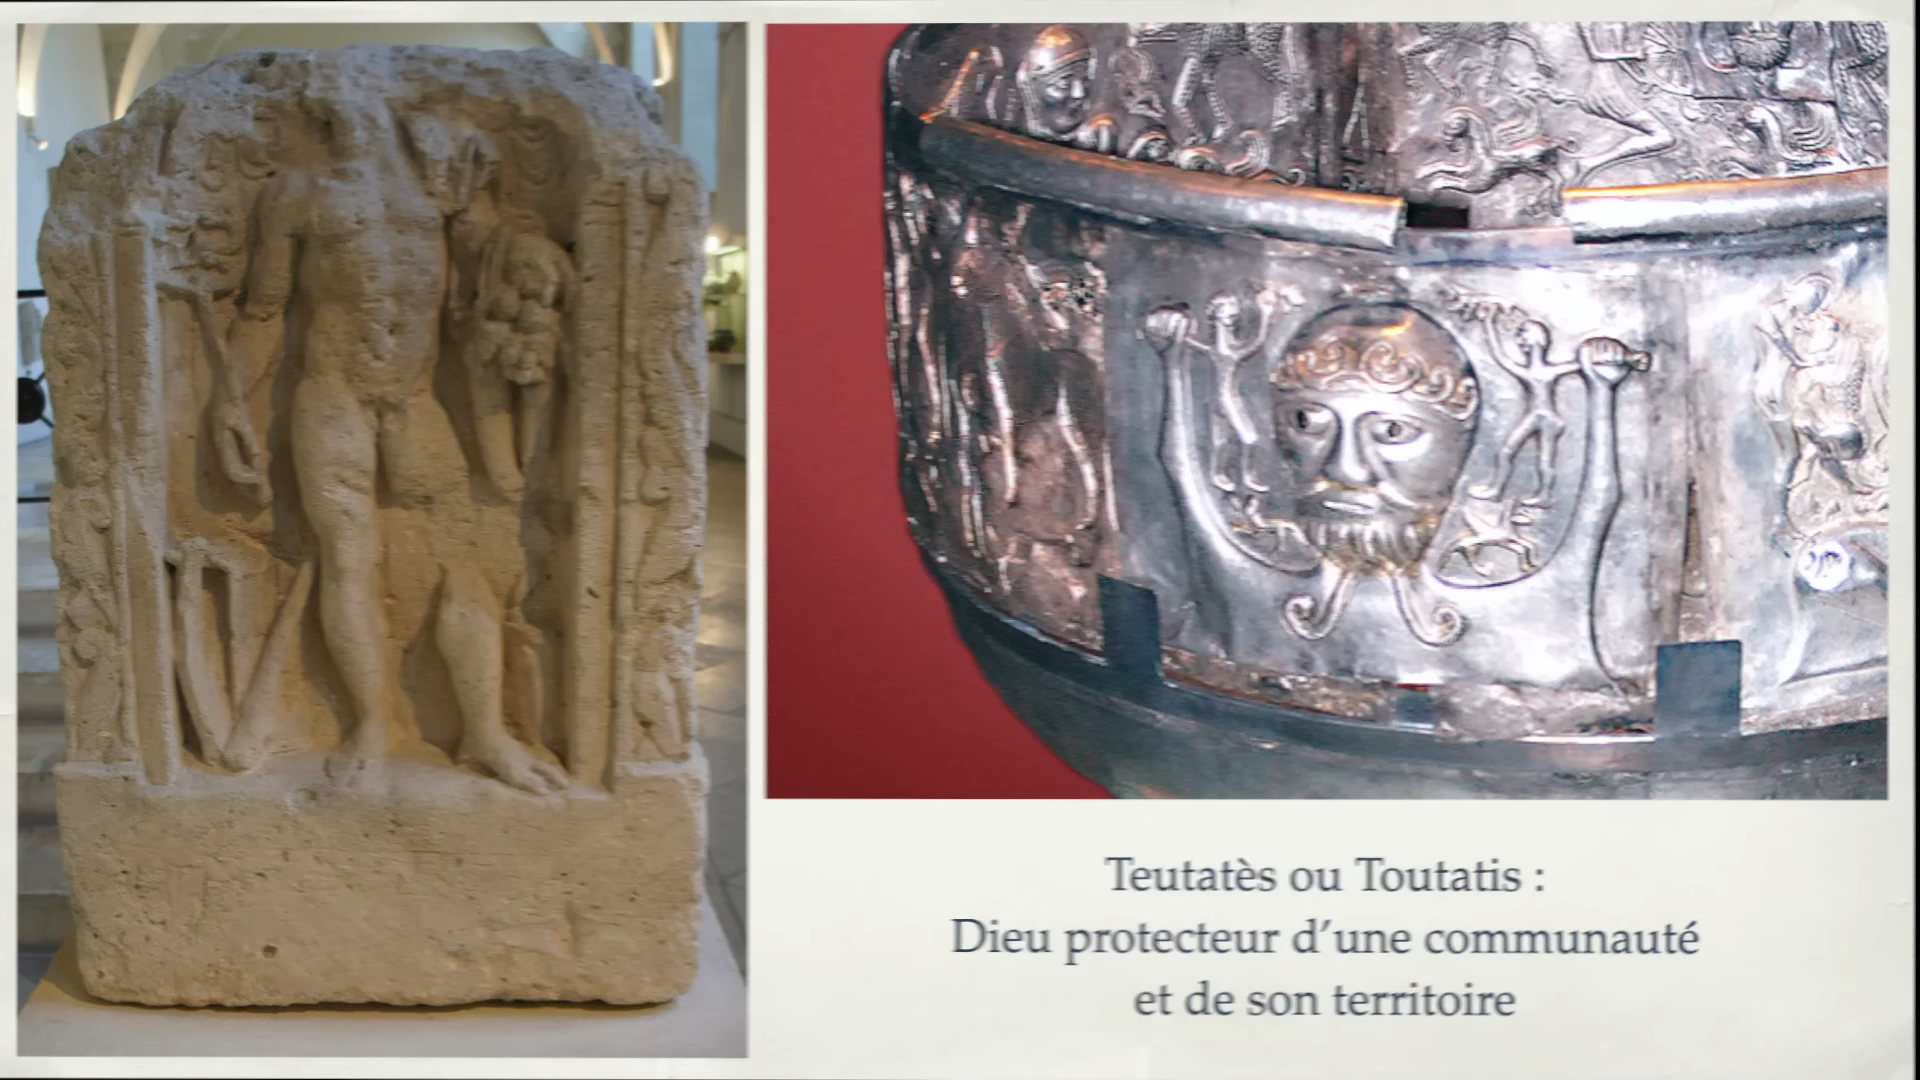 Teutatès ou Toutatis :
Dieu protecteur d’une communauté
et de son territoire